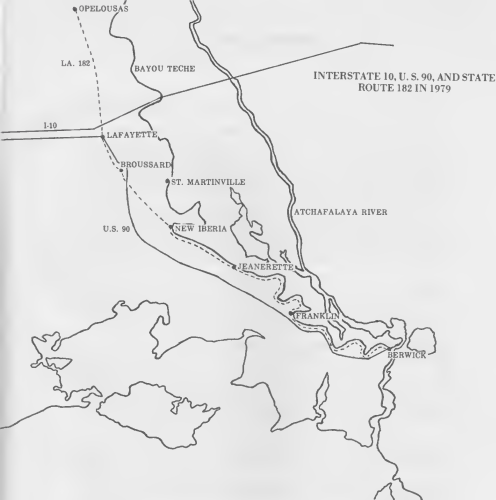 OPELOUSAS
LA. 182
BAYOU TECHE
INTERSTATE 10, U. S. 90, AND STATE
ROUTE 182 IN 1979
I-10
LAFAYETTE
BROUSSARD
ST. MARTINVILLE
ATCHAFALAYA RIVER
U.S. 90
NEW IBERIA
JEANERETTE
FRANKLIN
BERWICK